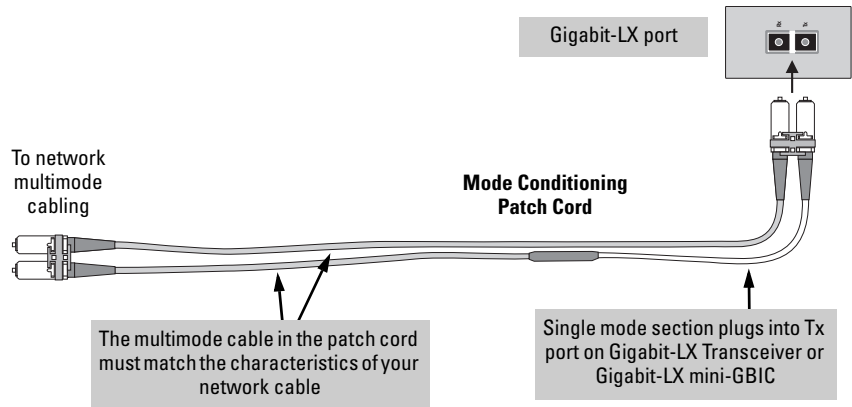 Gigabit-LX port
To network
multimode
cabling
Mode Conditioning
Patch Cord
The multimode cable in the patch cord
must match the characteristics of your
network cable
Single mode section plugs into Tx
port on Gigabit-LX Transceiver or
Gigabit-LX mini-GBIC